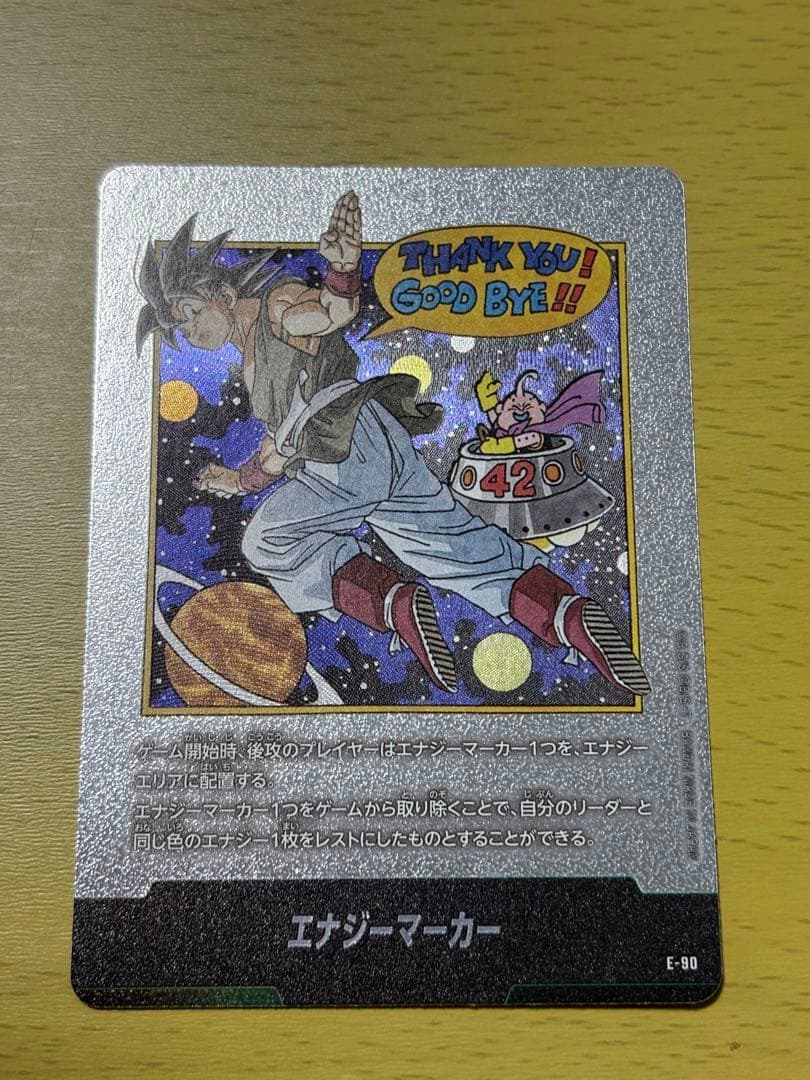 THANK YOU!
GOOD BYE!!
42
ゲーム開始時、後攻のプレイヤーはエナジーマーカー1つを、エナジー
エリアに配置する。
エナジーマーカー1つをゲームから取り除くことで、自分のリーダーと
同じ色のエナジー1枚をレストにしたものとすることができる。
エナジーマーカー
E-90